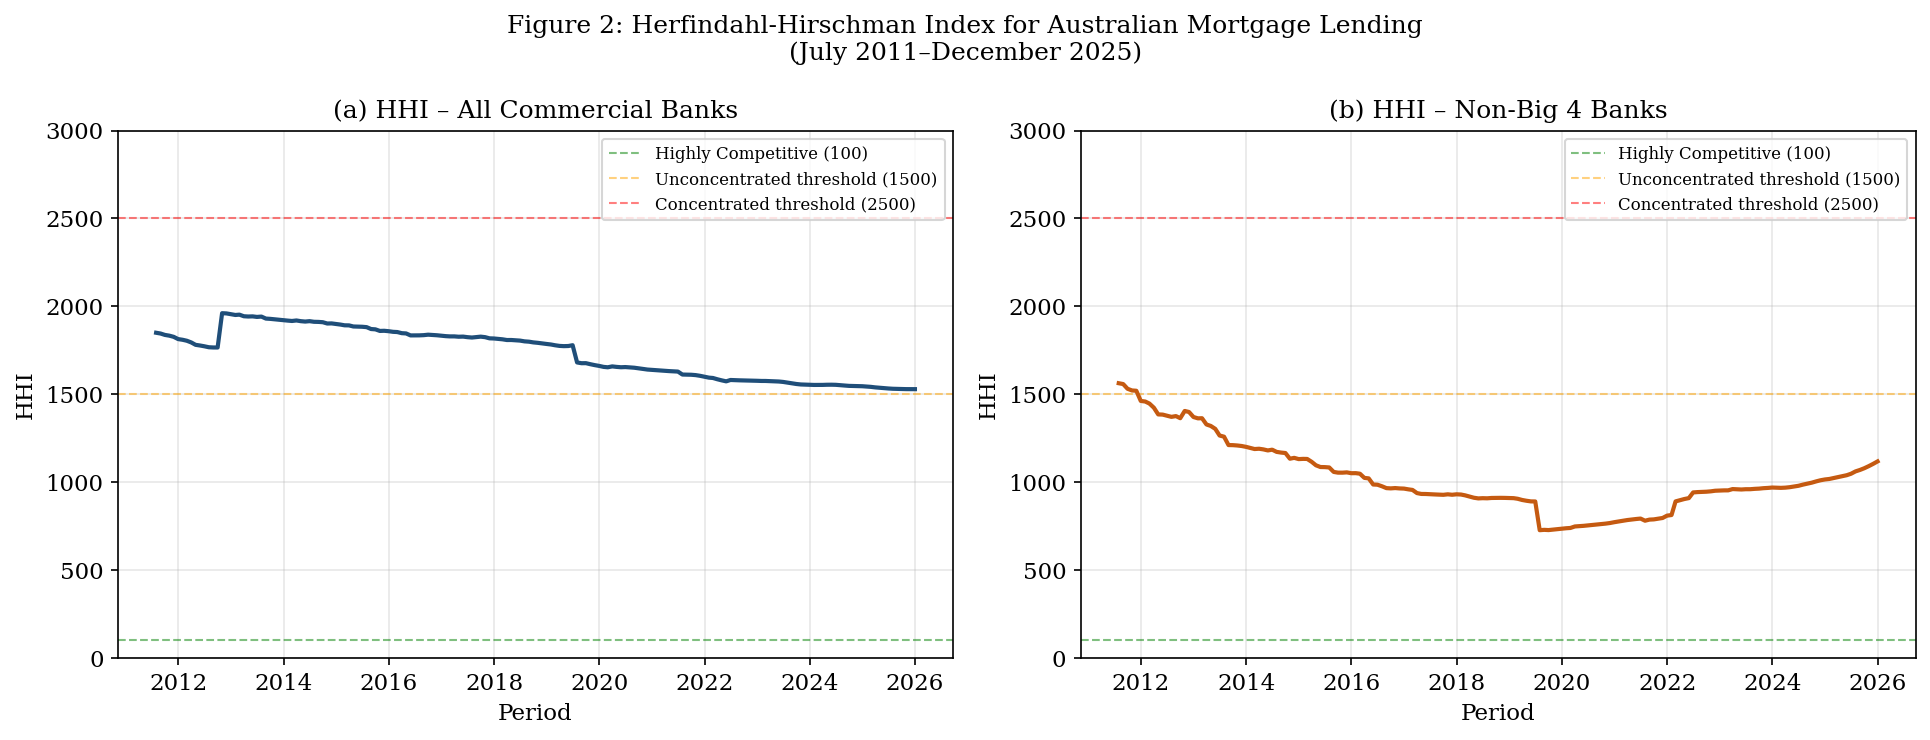 Figure 2: Herfindahl-Hirschman Index for Australian Mortgage Lending
(July 2011–December 2025)
(a) HHI – All Commercial Banks
3000
2500
2000
1500
1000
500
0
HHI
Highly Competitive (100)
Unconcentrated threshold (1500)
Concentrated threshold (2500)
2012 2014 2016 2018 2020 2022 2024 2026
Period
(b) HHI – Non-Big 4 Banks
3000
2500
2000
1500
1000
500
0
HHI
Highly Competitive (100)
Unconcentrated threshold (1500)
Concentrated threshold (2500)
2012 2014 2016 2018 2020 2022 2024 2026
Period